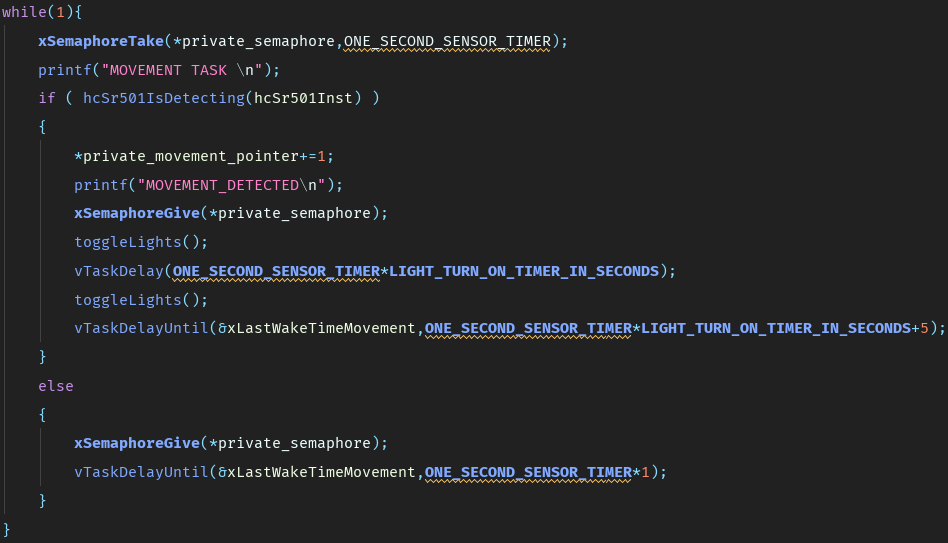 while(1){
    xSemaphoreTake(*private_semaphore,ONE_SECOND_SENSOR_TIMER);
    printf("MOVEMENT TASK \n");
    if ( hcSr501IsDetecting(hcSr501Inst) )
    {
        *private_movement_pointer+=1;
        printf("MOVEMENT_DETECTED\n");
        xSemaphoreGive(*private_semaphore);
        toggleLights();
        vTaskDelay(ONE_SECOND_SENSOR_TIMER*LIGHT_TURN_ON_TIMER_IN_SECONDS);
        toggleLights();
        vTaskDelayUntil(&xLastWakeTimeMovement,ONE_SECOND_SENSOR_TIMER*LIGHT_TURN_ON_TIMER_IN_SECONDS+5);
    }
    else
    {
        xSemaphoreGive(*private_semaphore);
        vTaskDelayUntil(&xLastWakeTimeMovement,ONE_SECOND_SENSOR_TIMER*1);
    }
}